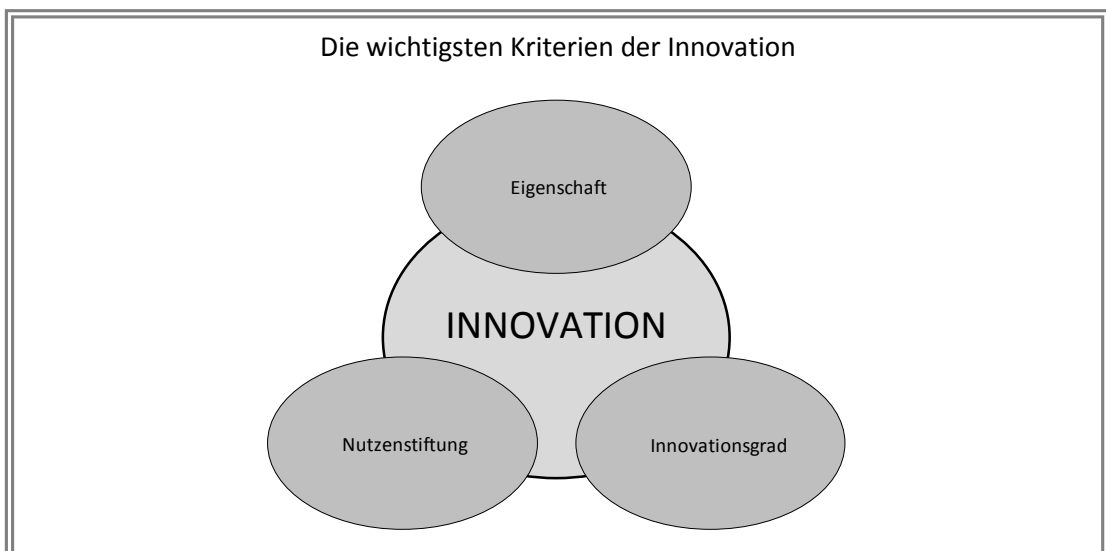 Die wichtigsten Kriterien der Innovation
Eigenschaft
INNOVATION
Nutzenstiftung
Innovationsgrad